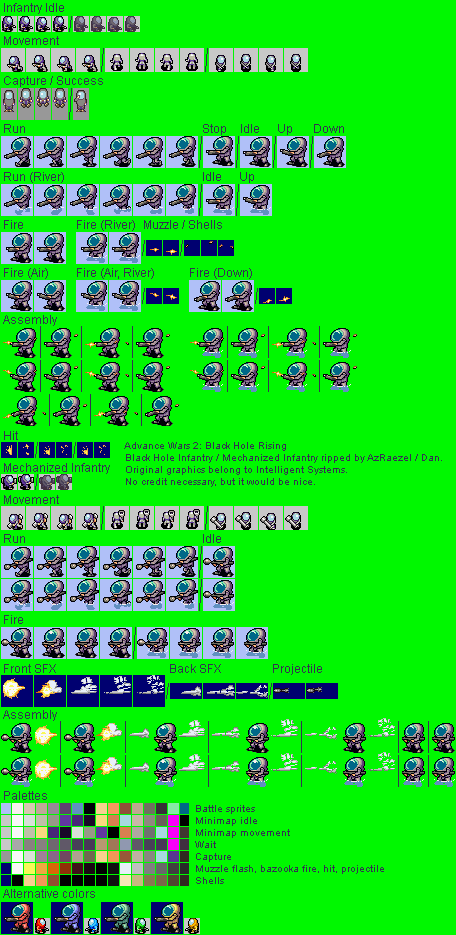 Infantry Idle
Movement
Capture / Success
Run
Stop
Idle
Up
Down
Run (River)
Idle
Up
Fire
Fire (River)
Muzzle / Shells
Fire (Air)
Fire (Air, River)
Fire (Down)
Assembly
Hit
Advance Wars 2: Black Hole Rising
Black Hole Infantry / Mechanized Infantry ripped by AzRaezel / Dan.
Original graphics belong to Intelligent Systems.
No credit necessary, but it would be nice.
Mechanized Infantry
Movement
Run
Idle
Fire
Front SFX
Back SFX
Projectile
Assembly
Palettes
Battle sprites
Minimap idle
Minimap movement
Wait
Capture
Muzzle flash, bazooka fire, hit, projectile
Shells
Alternative colors